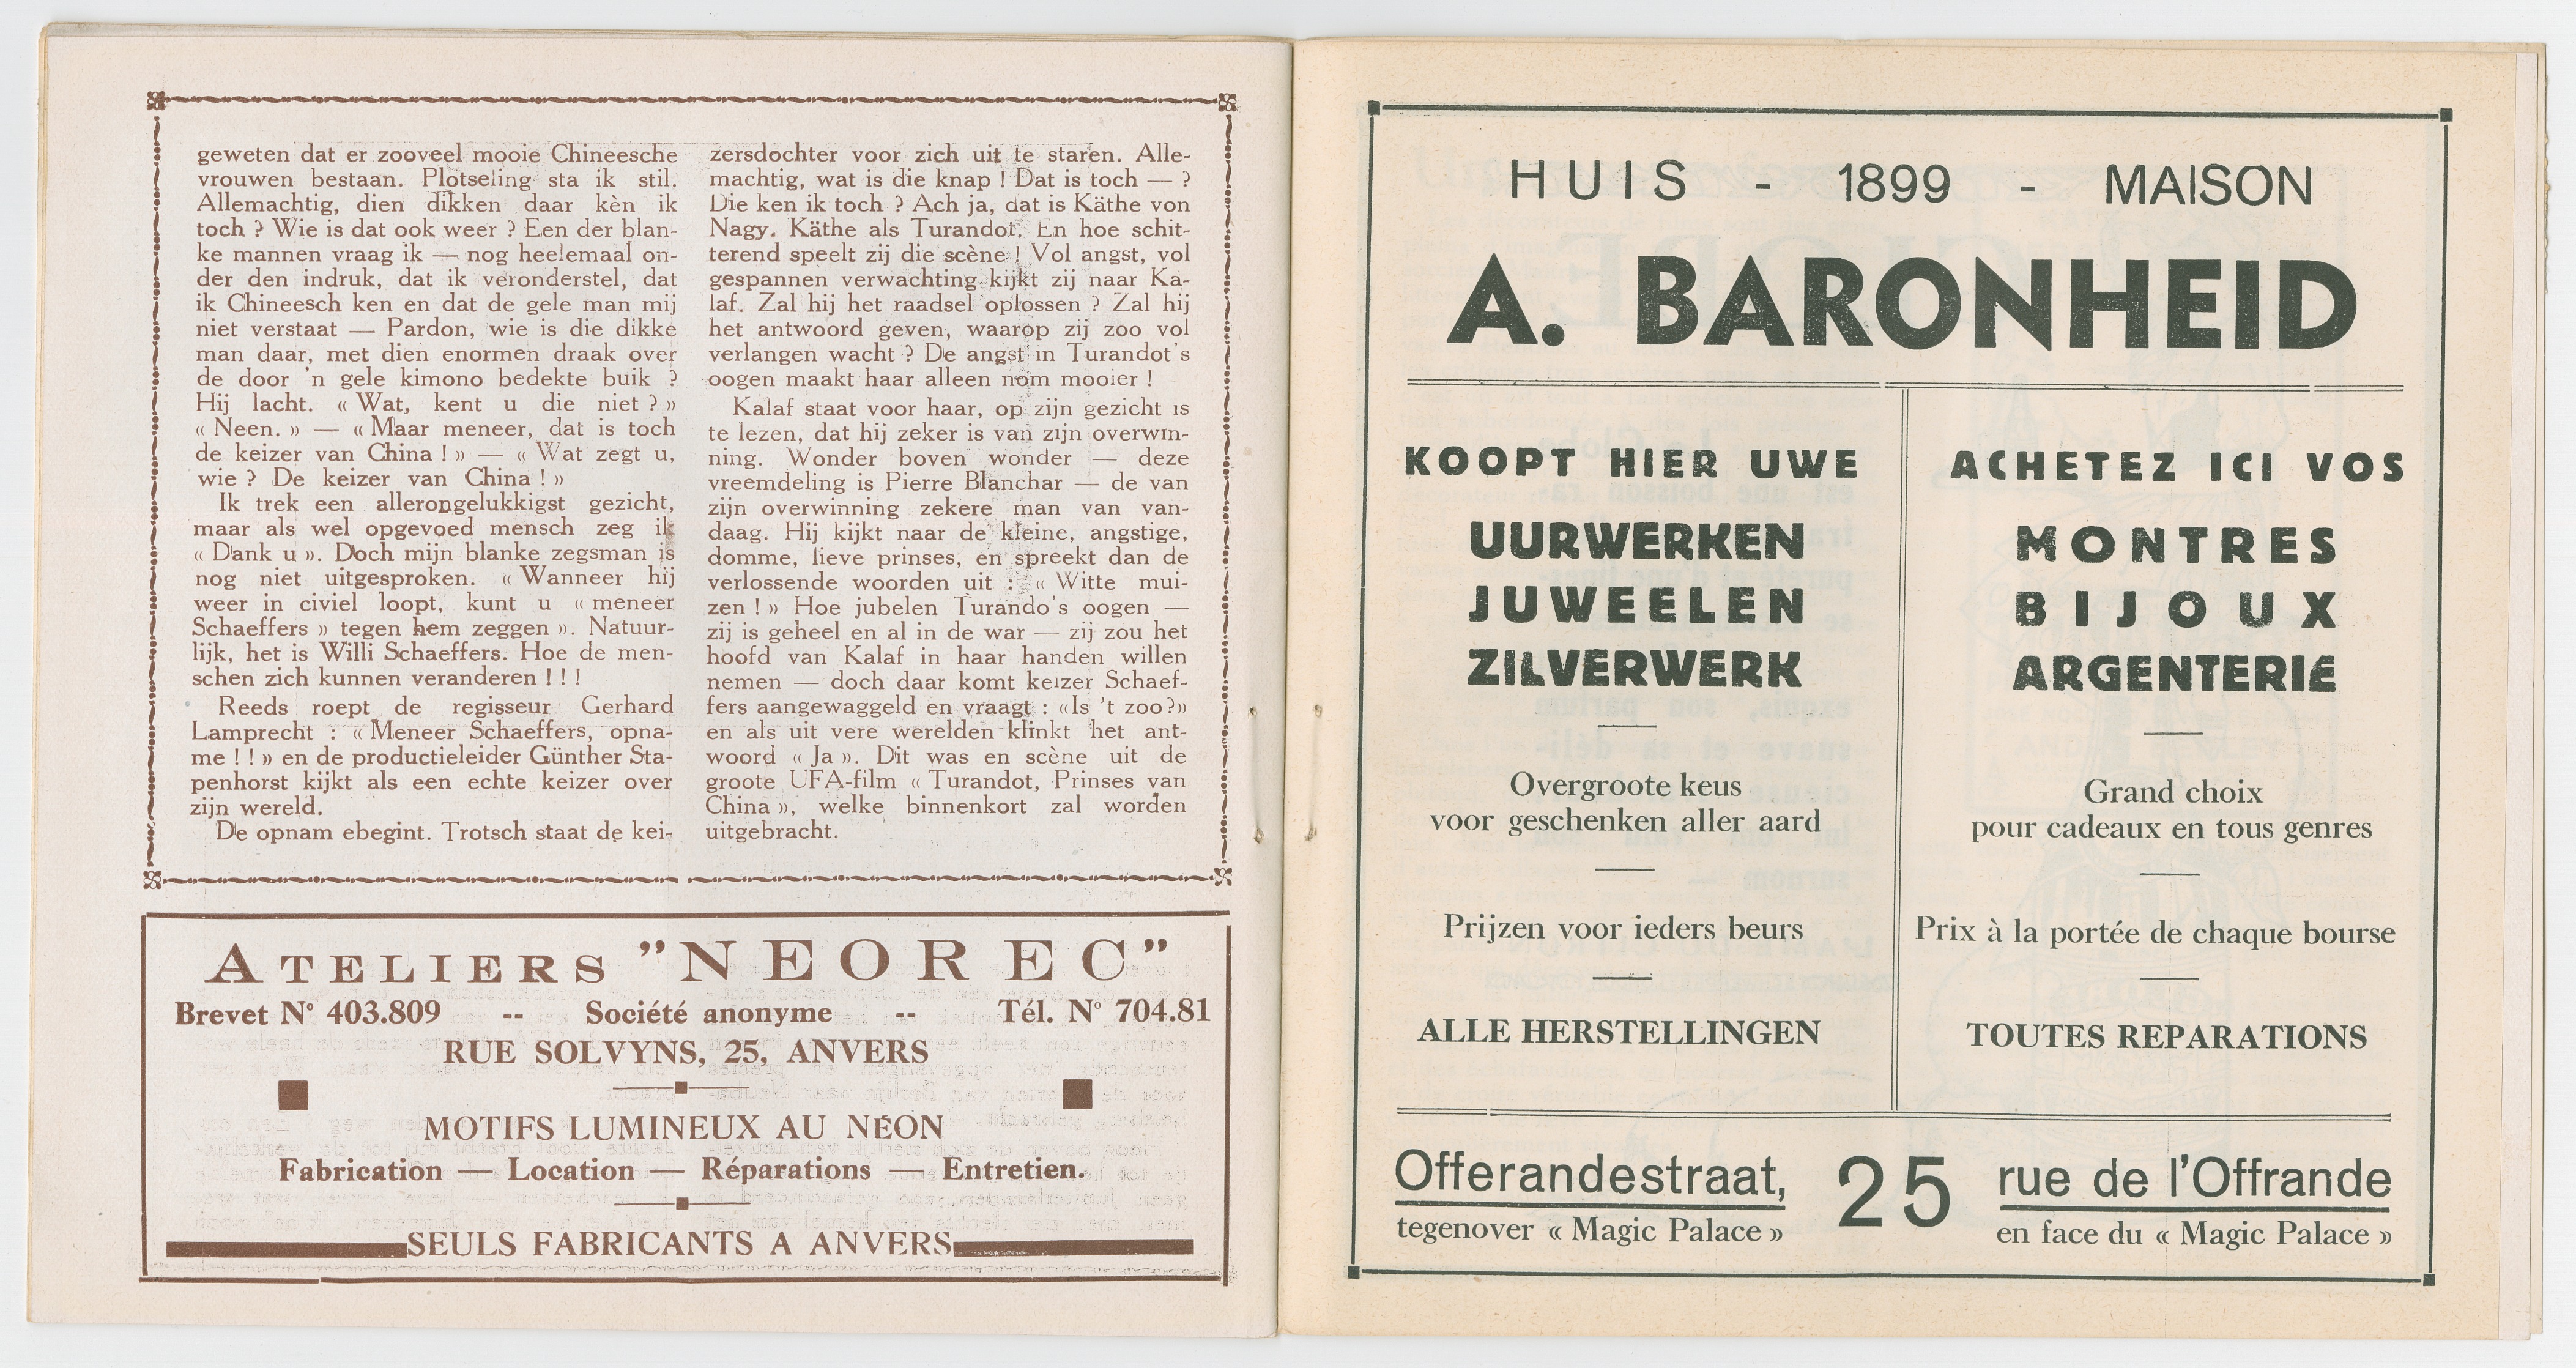 geweten dat er zooveel mooie Chineesche
vrouwen bestaan. Plotseling sta ik stil.
Allemachtig, dien dikken daar kèn ik
toch ? Wie is dat ook weer ? Een der blan-
ke mannen vraag ik — nog heelemaal on-
der den indruk, dat ik veronderstel, dat
ik Chineesch ken en dat de gele man mij
niet verstaat — Pardon, wie is die dikke
man daar, met dien enormen draak over
de door 'n gele kimono bedekte buik ?
Hij lacht. « Wat, kent u die niet ? »
« Neen. » — « Maar meneer, dat is toch
de keizer van China ! » — « Wat zegt u,
wie ? De keizer van China ! »
Ik trek een allerongelukkigst gezicht,
maar als wel opgevoed mensch zeg ik
« Dank u ». Doch mijn blanke zegsman is
nog niet uitgesproken. « Wanneer hij
weer in civiel loopt, kunt u « meneer
Schaeffers » tegen hem zeggen ». Natuur-
lijk, het is Willi Schaeffers. Hoe de men-
schen zich kunnen veranderen ! ! !
Reeds roept de regisseur Gerhard
Lamprecht : « Meneer Schaeffers, opna-
me ! ! » en de productieleider Günther Sta-
penhorst kijkt als een echte keizer over
zijn wereld.
De opnam ebegint. Trotsch staat de kei-
zersdochter voor zich uit te staren. Alle-
machtig, wat is die knap ! Dat is toch — ?
Die ken ik toch ? Ach ja, dat is Käthe von
Nagy. Käthe als Turandot. En hoe schit-
terend speelt zij die scène ! Vol angst, vol
gespannen verwachting kijkt zij naar Ka-
laf. Zal hij het raadsel oplossen ? Zal hij
het antwoord geven, waarop zij zoo vol
verlangen wacht ? De angst in Turandot's
oogen maakt haar alleen nom mooier !
Kalaf staat voor haar, op zijn gezicht is
te lezen, dat hij zeker is van zijn overwin-
ning. Wonder boven wonder — deze
vreemdeling is Pierre Blanchar — de van
zijn overwinning zekere man van van-
daag. Hij kijkt naar de kleine, angstige,
domme, lieve prinses, en spreekt dan de
verlossende woorden uit : « Witte mui-
zen ! » Hoe jubelen Turando's oogen —
zij is geheel en al in de war — zij zou het
hoofd van Kalaf in haar handen willen
nemen — doch daar komt keizer Schaef-
fers aangewaggeld en vraagt : «Is 't zoo?»
en als uit vere werelden klinkt het ant-
woord « Ja ». Dit was en scène uit de
groote UFA-film « Turandot, Prinses van
China », welke binnenkort zal worden
uitgebracht.
ATELIERS "NEOREC"
Brevet N° 403.809 -- Société anonyme -- Tél. N° 704.81
RUE SOLVYNS, 25, ANVERS
MOTIFS LUMINEUX AU NÉON
Fabrication — Location — Réparations — Entretien.
SEULS FABRICANTS A ANVERS
HUIS - 1899 - MAISON
A. BARONHEID
KOOPT HIER UWE
UURWERKEN
JUWEELEN
ZILVERWERK
Overgroote keus
voor geschenken aller aard
Prijzen voor ieders beurs
ALLE HERSTELLINGEN
ACHETEZ ICI VOS
MONTRES
BIJOUX
ARGENTERIE
Grand choix
pour cadeaux en tous genres
Prix à la portée de chaque bourse
TOUTES REPARATIONS
Offerandestraat, 25 rue de l'Offrande
tegenover « Magic Palace » en face du « Magic Palace »